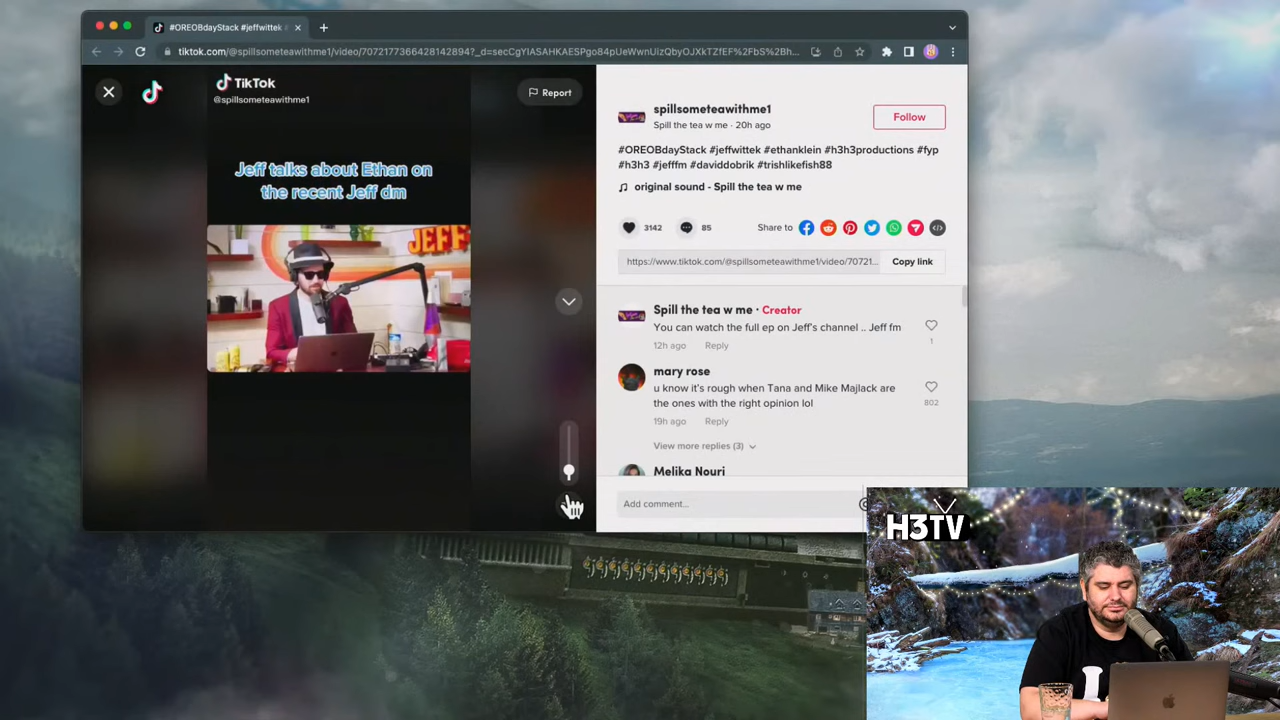 #OREOBdayStack #jeffwittek
tiktok.com/@spillsometeawithme1/video/7072177366428142894?_d=secCgYIASAHKAESPgo84pUeWwnUizQbyOJXkTZfEF%2FbS%2Bh...
TikTok
@spillsometeawithme1
Report
Jeff talks about Ethan on
the recent Jeff dm
JEFF
spillsometeawithme1
Spill the tea w me · 20h ago
Follow
#OREOBdayStack #jeffwittek #ethanklein #h3h3productions #fyp
#h3h3 #jefffm #daviddobrik #trishlikefish88
original sound - Spill the tea w me
3142
85
Share to
https://www.tiktok.com/@spillsometeawithme1/video/70721...
Copy link
Spill the tea w me · Creator
You can watch the full ep on Jeff's channel .. Jeff fm
1
12h ago
Reply
mary rose
u know it's rough when Tana and Mike Majlack are
the ones with the right opinion lol
802
19h ago
Reply
View more replies (3)
Melika Nouri
Add comment...
H3TV